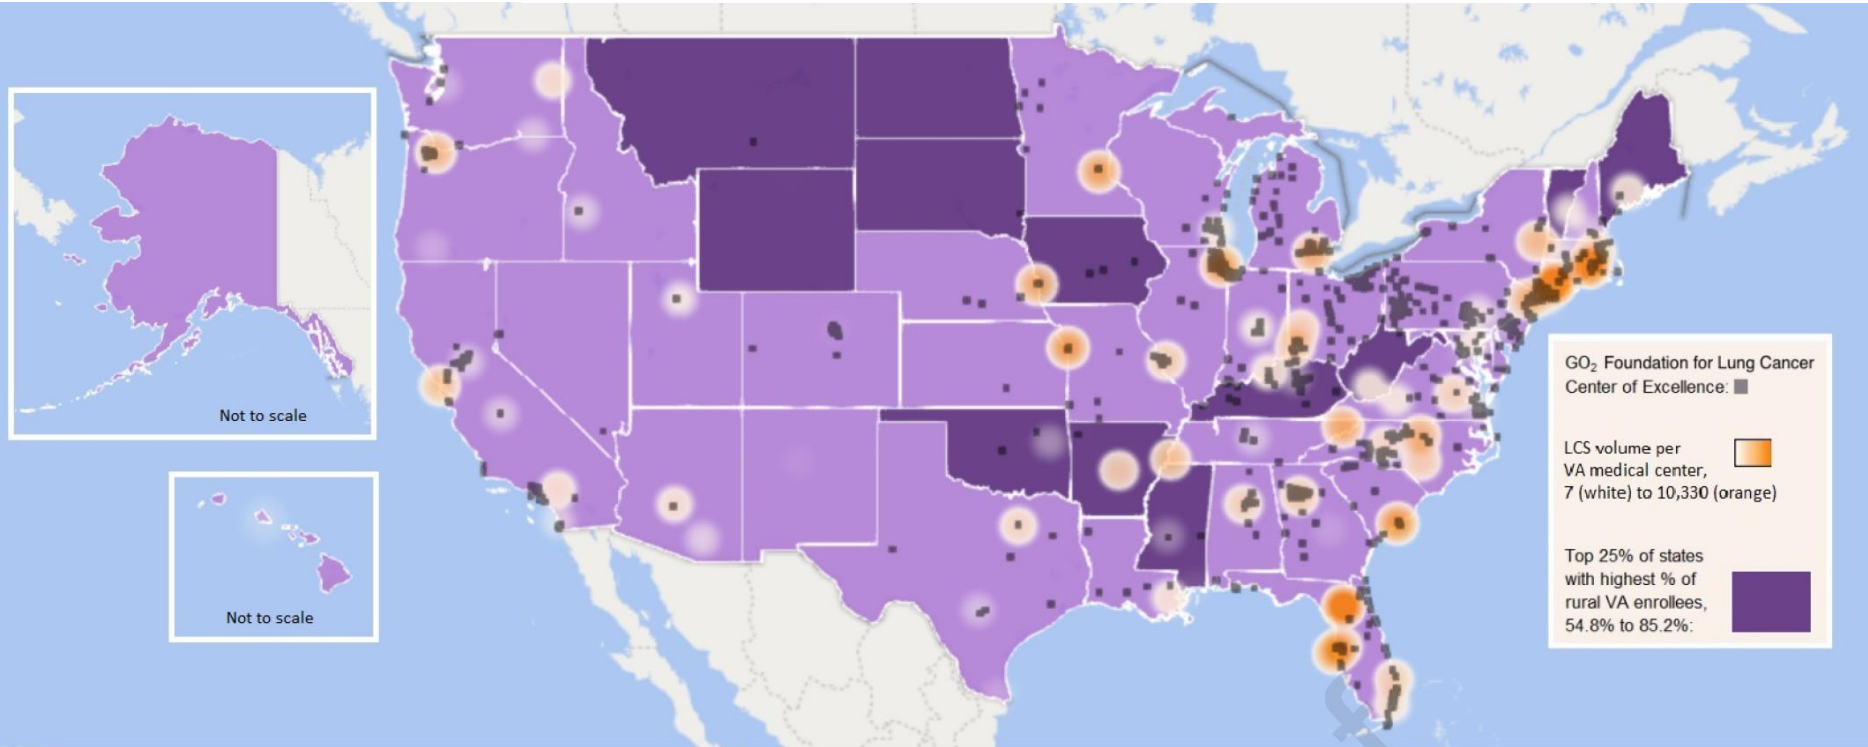 Not to scale
Not to scale
GO₂ Foundation for Lung Cancer
Center of Excellence:
LCS volume per
VA medical center,
7 (white) to 10,330 (orange)
Top 25% of states
with highest % of
rural VA enrollees,
54.8% to 85.2%:
f